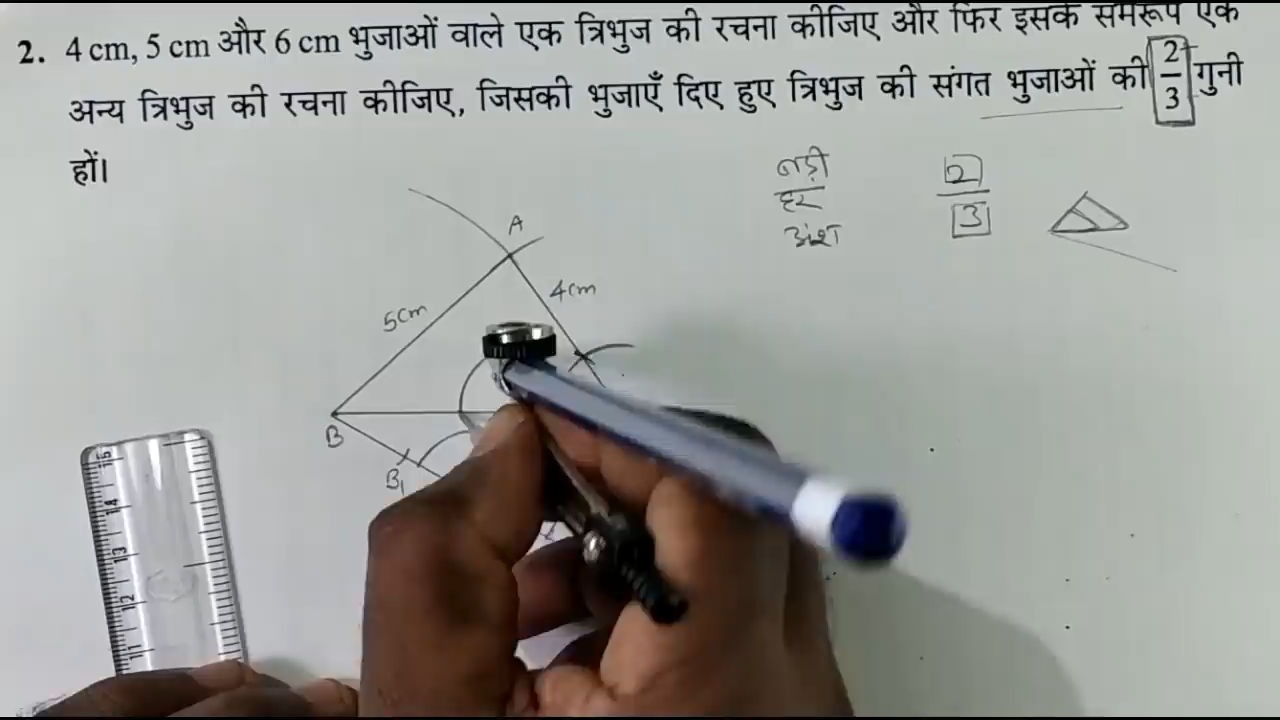 2. 4 cm, 5 cm और 6 cm भुजाओं वाले एक त्रिभुज की रचना कीजिए और फिर इसके समरूप एक
अन्य त्रिभुज की रचना कीजिए, जिसकी भुजाएँ दिए हुए त्रिभुज की संगत भुजाओं की 2/3 गुनी
हों।
बड़ी
हर
अंश
2
3
A
5cm
4cm
B
B1
15
14
13
12
11